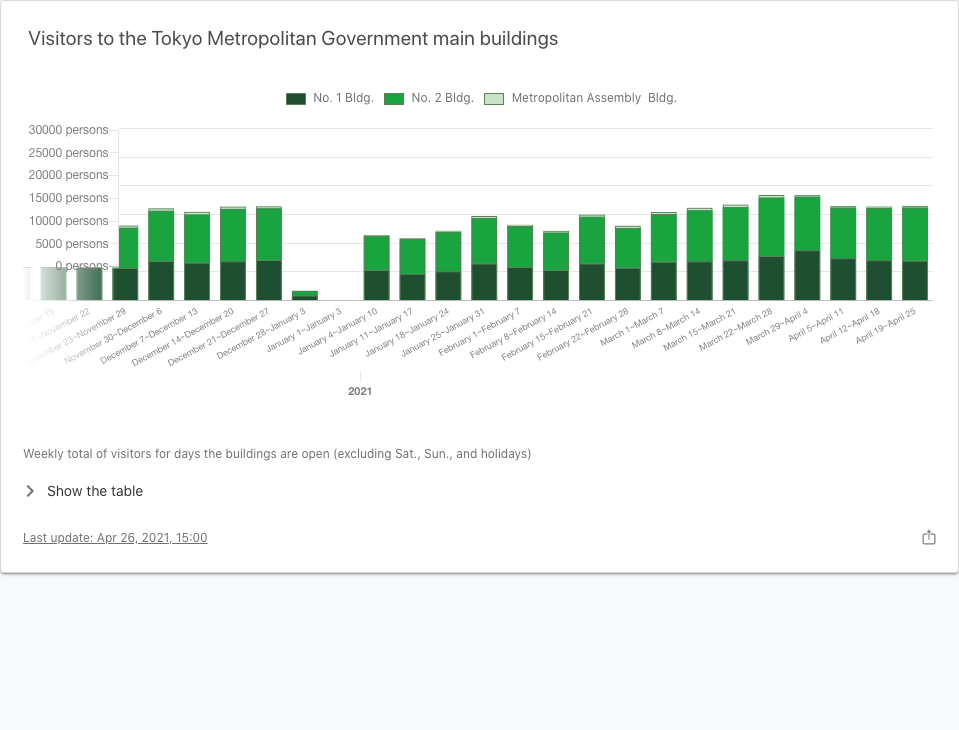 Visitors to the Tokyo Metropolitan Government main buildings
No. 1 Bldg. No. 2 Bldg. Metropolitan Assembly Bldg.
30000 persons
25000 persons
20000 persons
15000 persons
10000 persons
5000 persons
0 persons
November 22
November 23~November 29
November 30~December 6
December 7~December 13
December 14~December 20
December 21~December 27
December 28~January 3
January 1~January 3
January 4~January 10
January 11~January 17
January 18~January 24
January 25~January 31
February 1~February 7
February 8~February 14
February 15~February 21
February 22~February 28
March 1~March 7
March 8~March 14
March 15~March 21
March 22~March 28
March 29~April 4
April 5~April 11
April 12~April 18
April 19~April 25
2021
Weekly total of visitors for days the buildings are open (excluding Sat., Sun., and holidays)
Show the table
Last update: Apr 26, 2021, 15:00